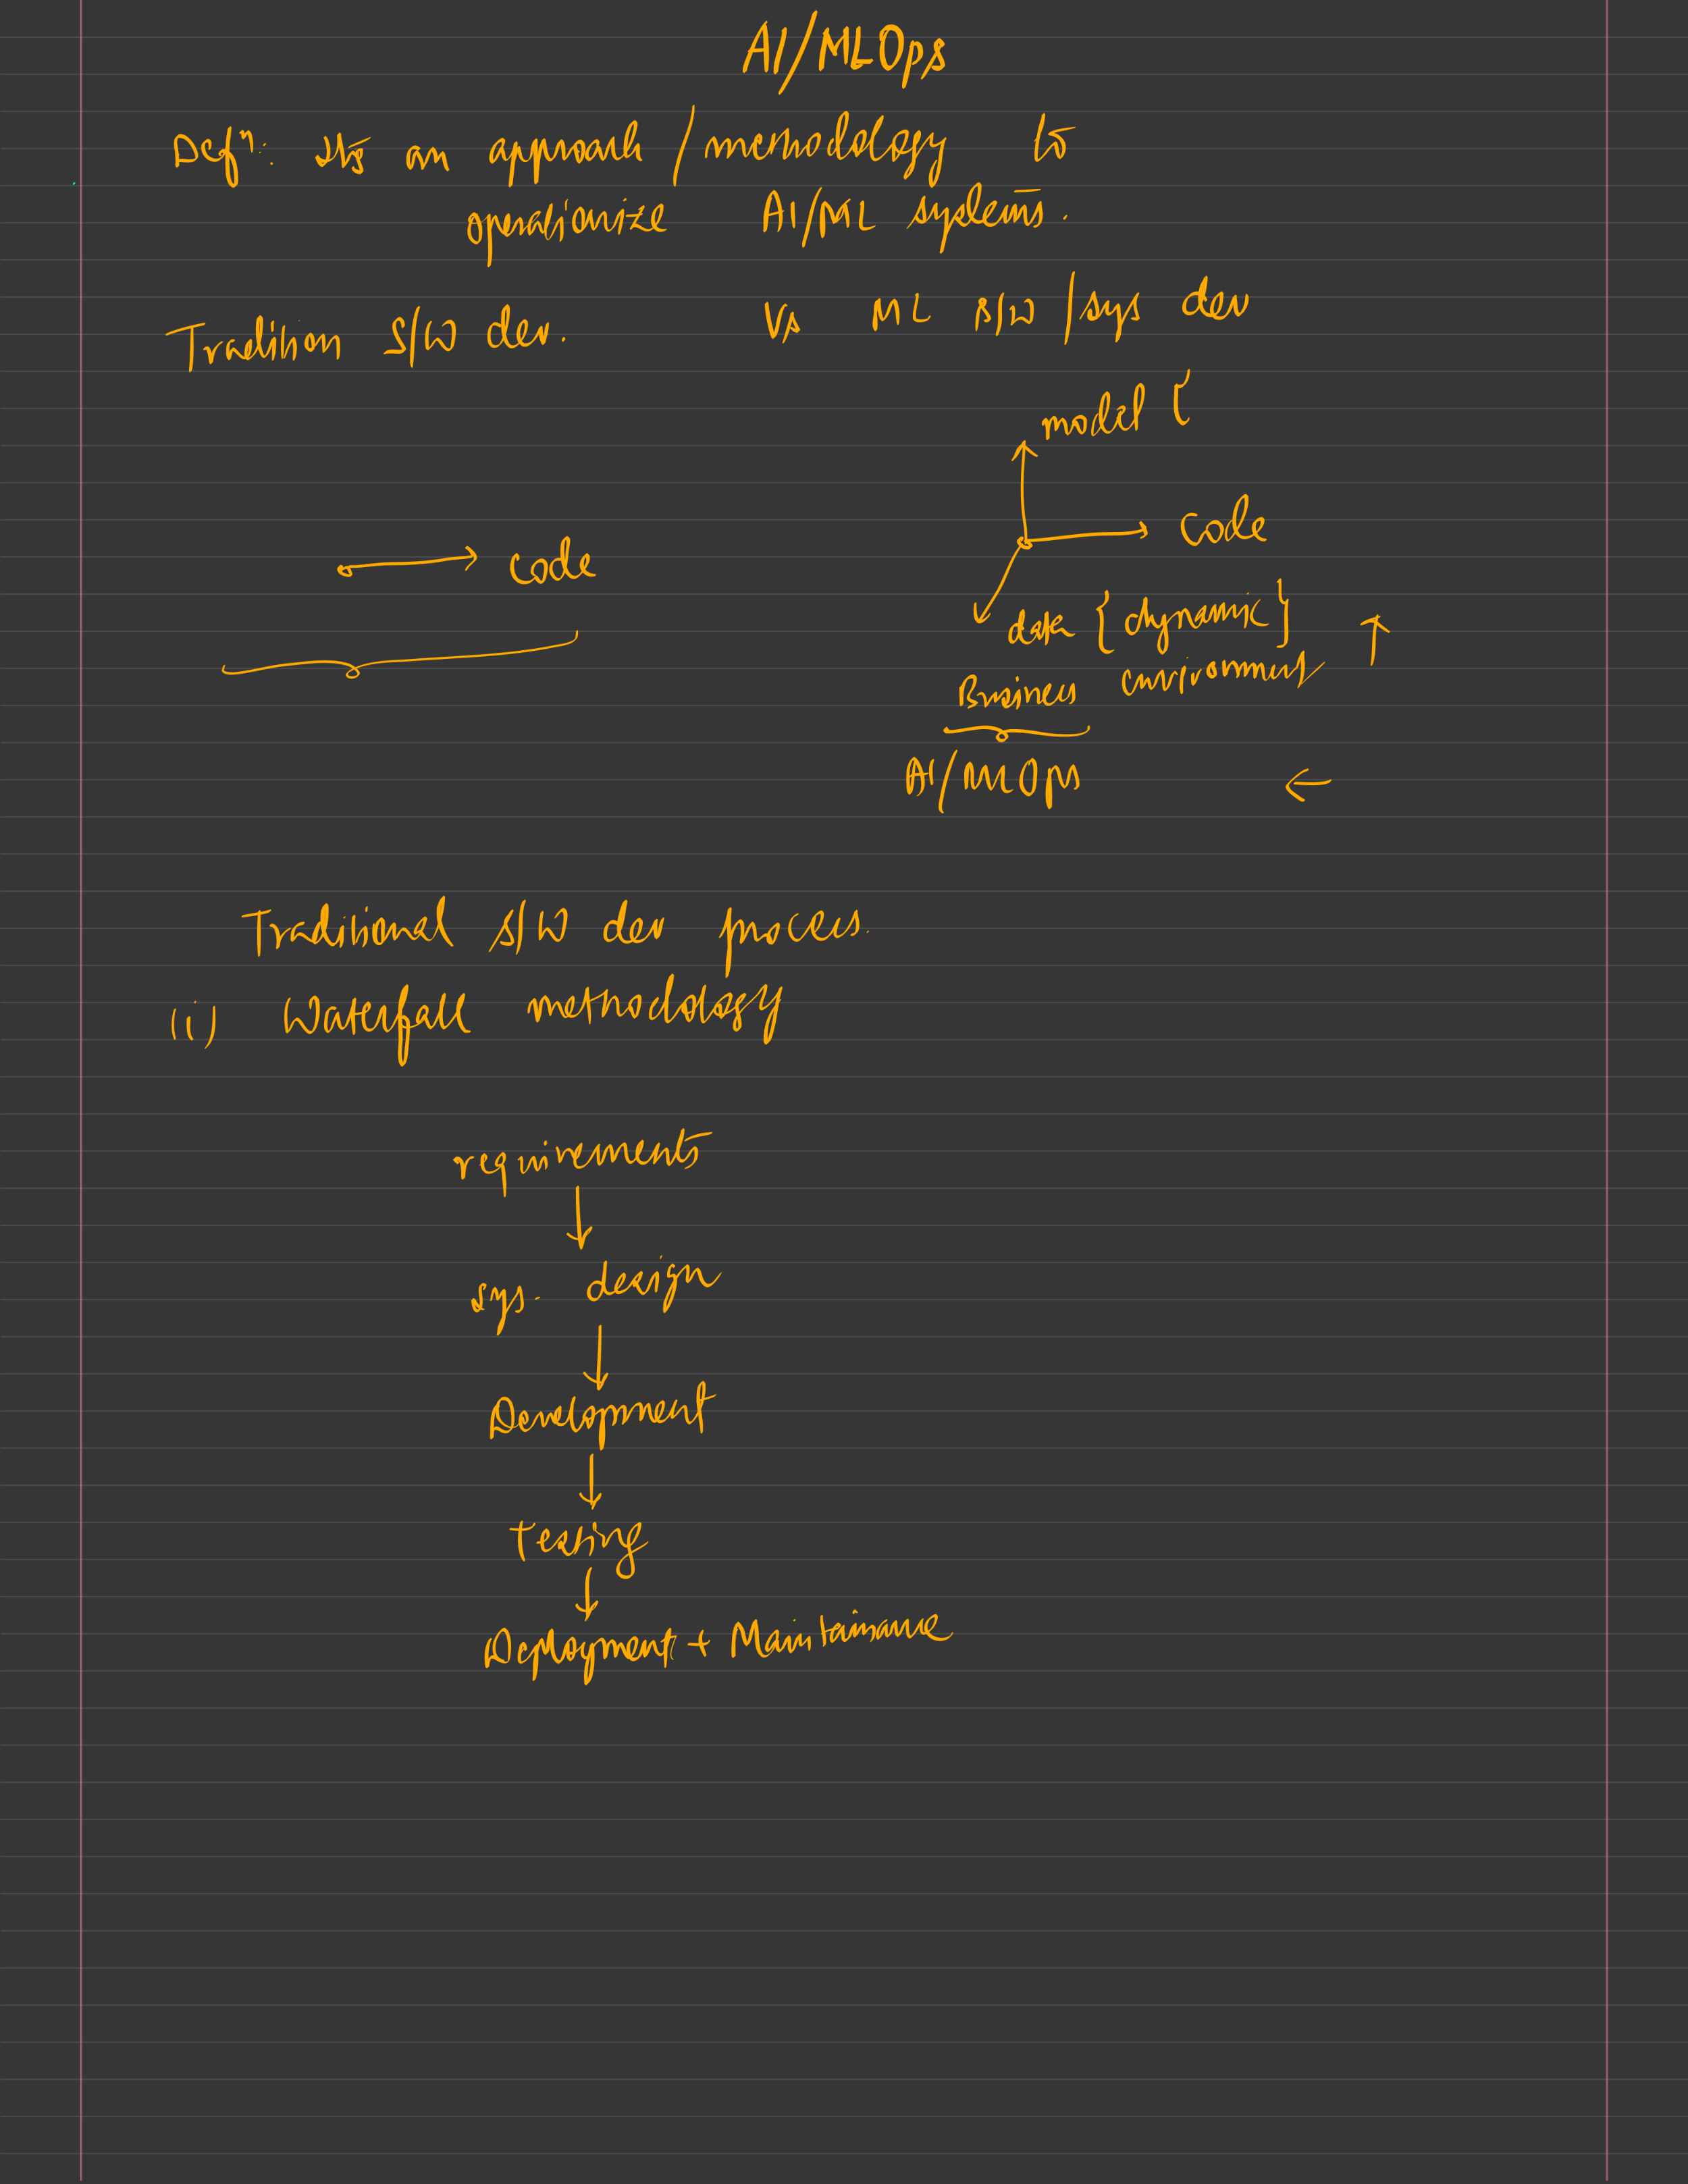 AI/MLOps
Defn: It's an approach / methodology to
operationize AI/ML systems.
Tradition S/w dev. Vs ML s/w /sys dev
model
code
code
data {dynamic} ↑
Business environment
AI/MLOps ←
Traditional s/w dev process.
(i) Waterfall methodology
requirements
↓
sys. design
↓
Development
↓
testing
↓
Deployment + Maintainance